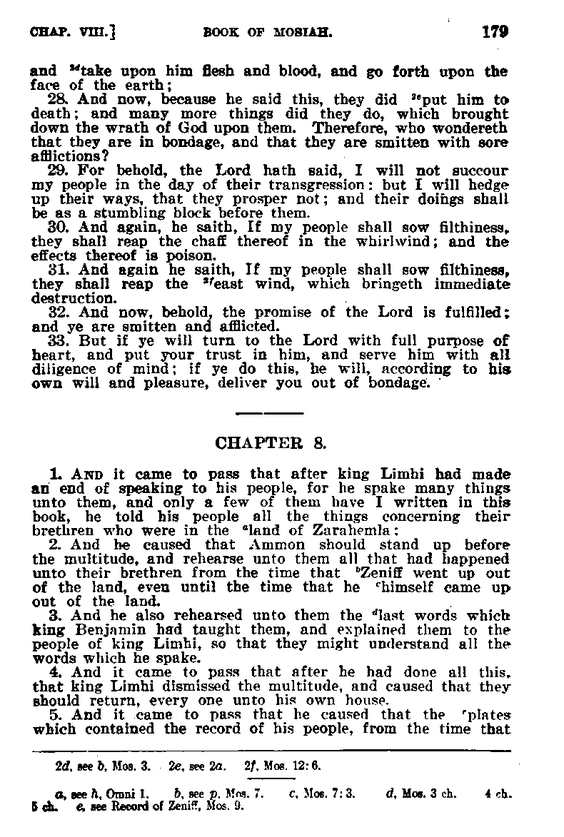 CHAP. VIII.] BOOK OF MOSIAH. 179
and 2dtake upon him flesh and blood, and go forth upon the
face of the earth;
28. And now, because he said this, they did 2eput him to
death; and many more things did they do, which brought
down the wrath of God upon them. Therefore, who wondereth
that they are in bondage, and that they are smitten with sore
afflictions?
29. For behold, the Lord hath said, I will not succour
my people in the day of their transgression: but I will hedge
up their ways, that they prosper not; and their doings shall
be as a stumbling block before them.
30. And again, he saith, If my people shall sow filthiness,
they shall reap the chaff thereof in the whirlwind; and the
effects thereof is poison.
31. And again he saith, If my people shall sow filthiness,
they shall reap the 2feast wind, which bringeth immediate
destruction.
32. And now, behold, the promise of the Lord is fulfilled;
and ye are smitten and afflicted.
33. But if ye will turn to the Lord with full purpose of
heart, and put your trust in him, and serve him with all
diligence of mind; if ye do this, he will, according to his
own will and pleasure, deliver you out of bondage.
CHAPTER 8.
1. AND it came to pass that after king Limhi had made
an end of speaking to his people, for he spake many things
unto them, and only a few of them have I written in this
book, he told his people all the things concerning their
brethren who were in the aland of Zarahemla:
2. And he caused that Ammon should stand up before
the multitude, and rehearse unto them all that had happened
unto their brethren from the time that bZeniff went up out
of the land, even until the time that he chimself came up
out of the land.
3. And he also rehearsed unto them the dlast words which
king Benjamin had taught them, and explained them to the
people of king Limhi, so that they might understand all the
words which he spake.
4. And it came to pass that after he had done all this,
that king Limhi dismissed the multitude, and caused that they
should return, every one unto his own house.
5. And it came to pass that he caused that the eplates
which contained the record of his people, from the time that
2d, see b, Mos. 3. 2e, see 2a. 2f, Mos. 12:6.
a, see h, Omni 1. b, see p. Mos. 7. c, Mos. 7:3. d, Mos. 3 ch. 4 ch.
5 ch. e, see Record of Zeniff, Mos. 9.